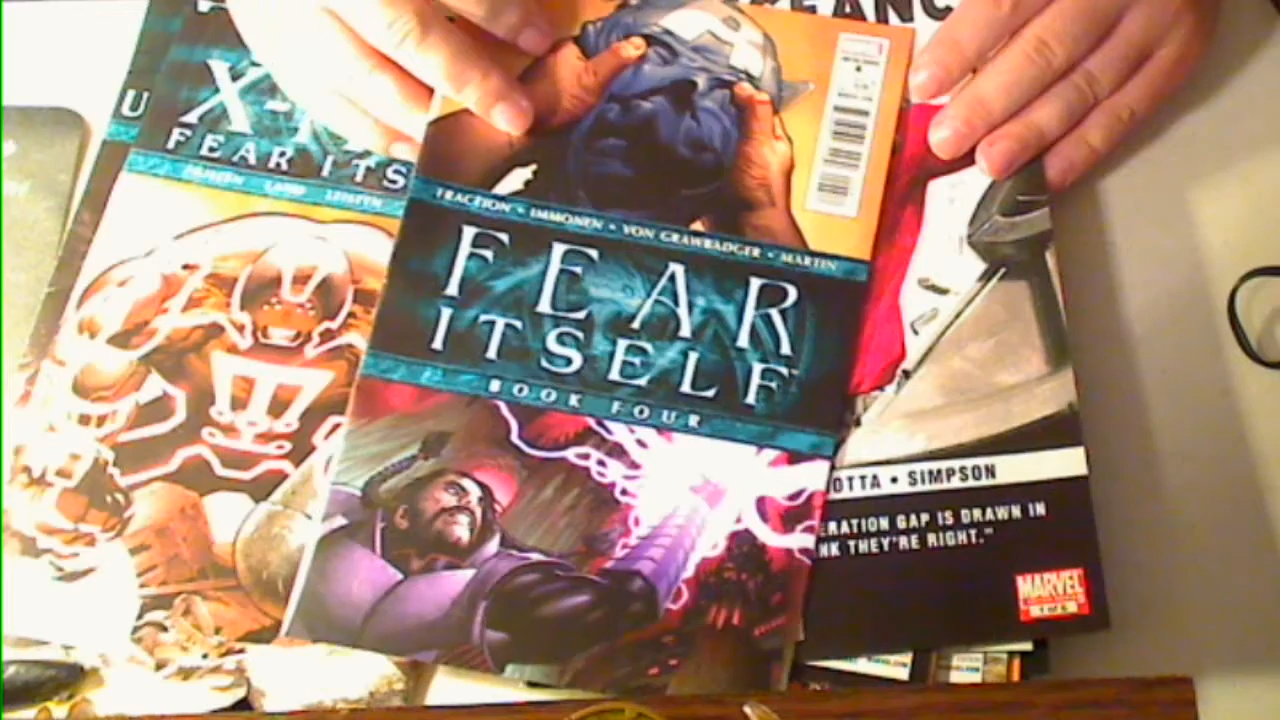 U
X-
FEAR ITS
FRACTION • IMMONEN • VON GRAWBADGER • MARTIN
FEAR
ITSELF
BOOK FOUR
OTTA • SIMPSON
ERATION GAP IS DRAWN IN
NK THEY'RE RIGHT."
MARVEL